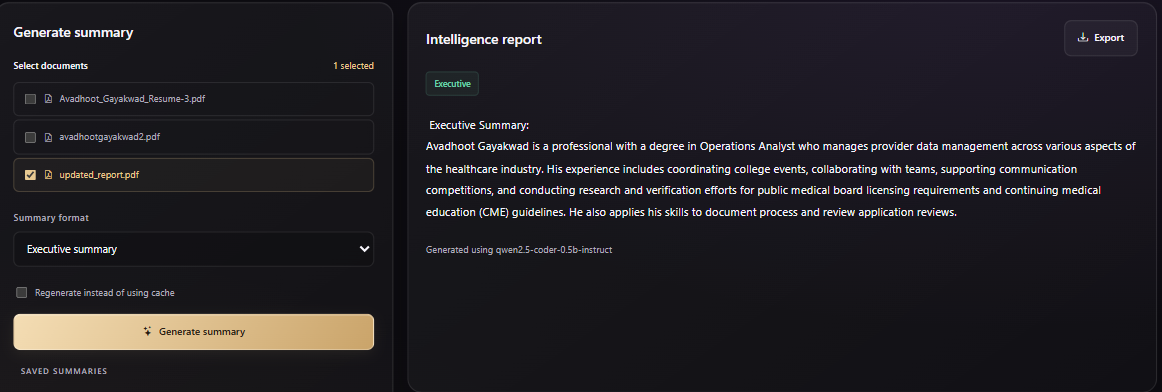 Generate summary
Select documents
1 selected
Avadhoot_Gayakwad_Resume-3.pdf
avadhootgayakwad2.pdf
updated_report.pdf
Summary format
Executive summary
Regenerate instead of using cache
Generate summary
SAVED SUMMARIES
Intelligence report
Export
Executive
Executive Summary:
Avadhoot Gayakwad is a professional with a degree in Operations Analyst who manages provider data management across various aspects of
the healthcare industry. His experience includes coordinating college events, collaborating with teams, supporting communication
competitions, and conducting research and verification efforts for public medical board licensing requirements and continuing medical
education (CME) guidelines. He also applies his skills to document process and review application reviews.
Generated using qwen2.5-coder-0.5b-instruct